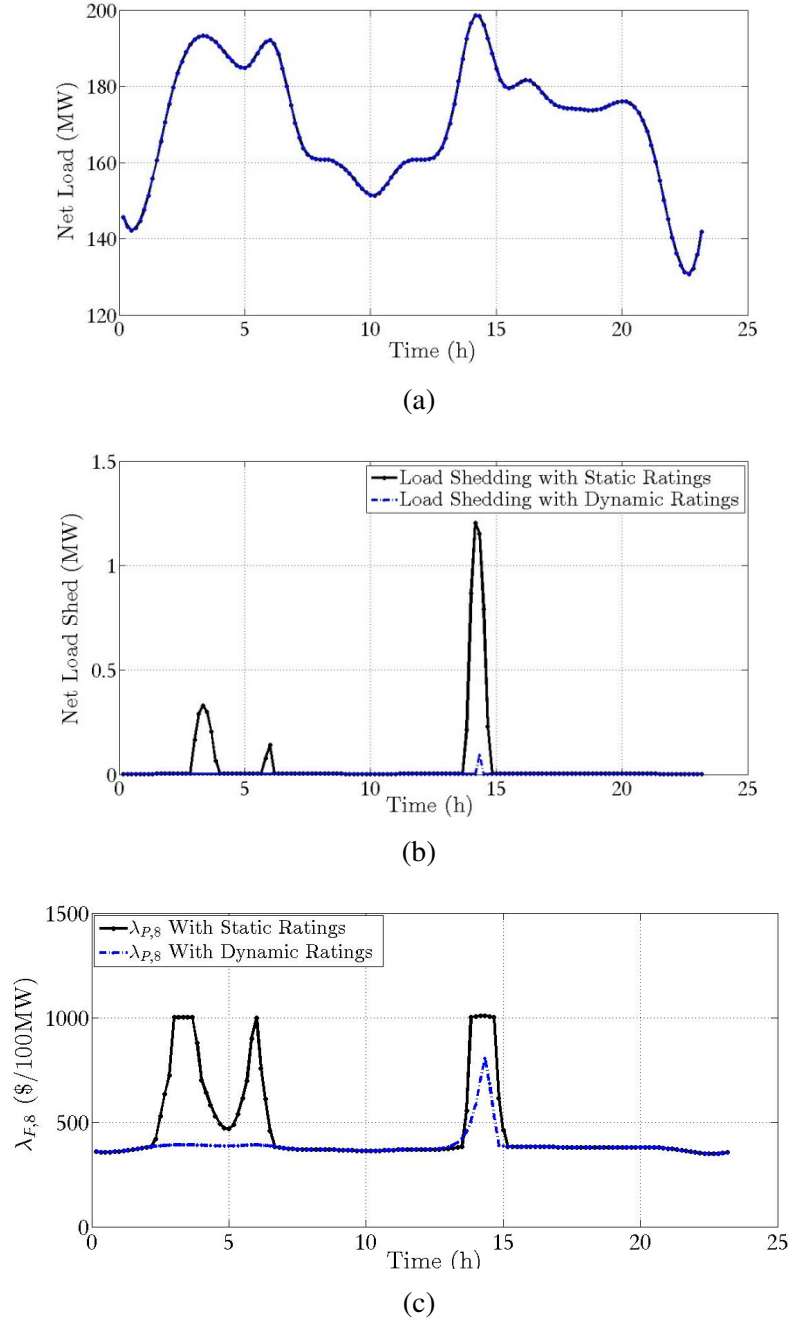 200
180
160
140
120
Net Load (MW)
0
5
10
15
20
25
Time (h)
(a)
1.5
1
0.5
0
Net Load Shed (MW)
Load Shedding with Static Ratings
Load Shedding with Dynamic Ratings
0
5
10
15
20
25
Time (h)
(b)
1500
1000
500
0
λP,8 ($/100MW)
λP,8 With Static Ratings
λP,8 With Dynamic Ratings
0
5
10
15
20
25
Time (h)
(c)